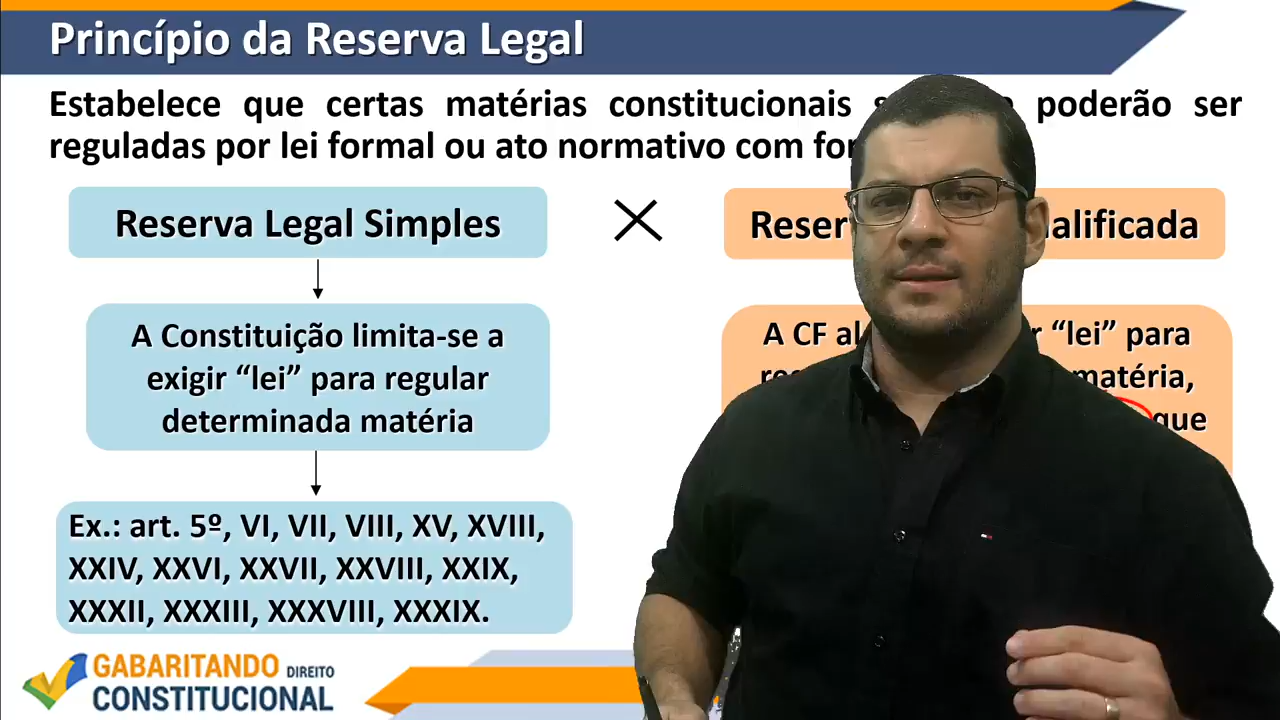 Princípio da Reserva Legal
Estabelece que certas matérias constitucionais poderão ser
reguladas por lei formal ou ato normativo com
Reserva Legal Simples
A Constituição limita-se a
exigir “lei” para regular
determinada matéria
Ex.: art. 5º, VI, VII, VIII, XV, XVIII,
XXIV, XXVI, XXVII, XXVIII, XXIX,
XXXII, XXXIII, XXXVIII, XXXIX.
A CF “lei” para
matéria,
que
GABARITANDO DIREITO
CONSTITUCIONAL